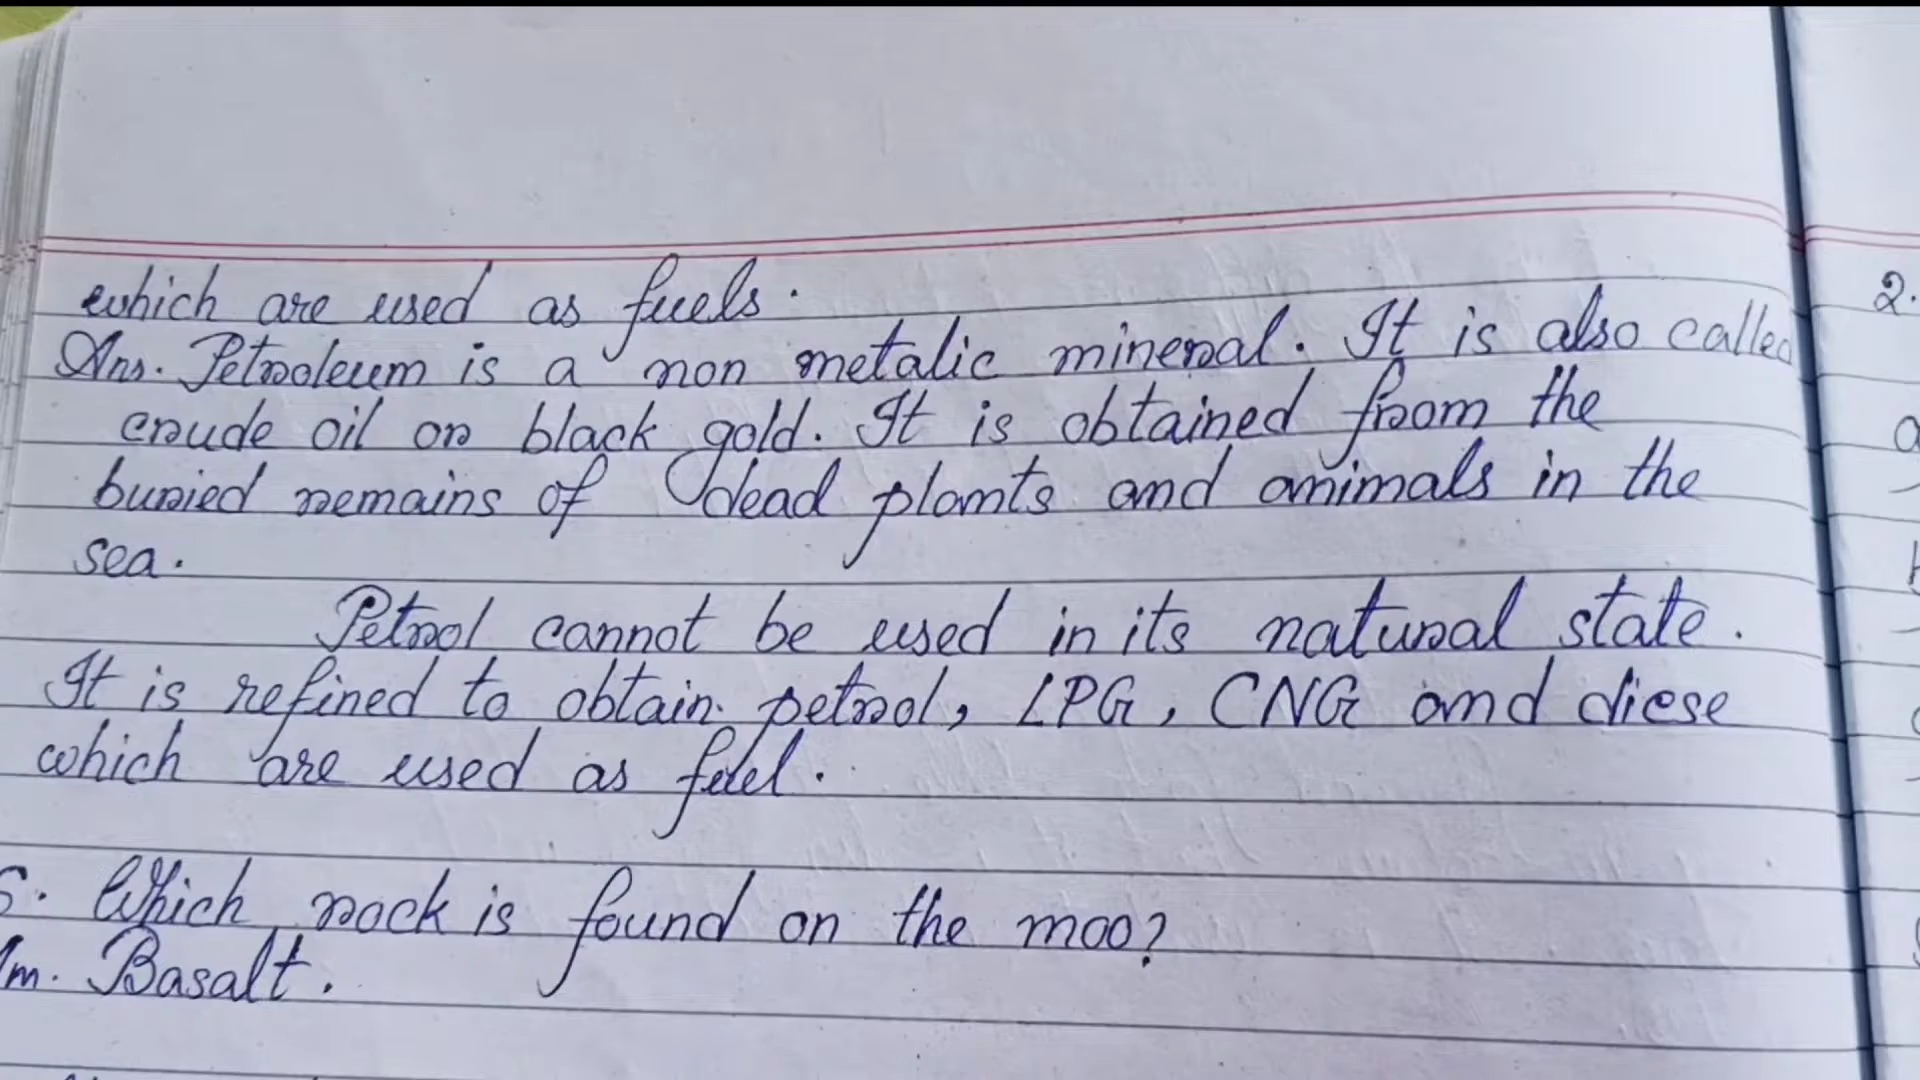 which are used as fuels.
Ans. Petroleum is a non metalic mineral. It is also called
crude oil or black gold. It is obtained from the
buried remains of dead plants and animals in the
sea.
Petrol cannot be used in its natural state.
It is refined to obtain petrol, LPG, CNG and diese
which are used as fuel.
5. Which rock is found on the moo?
Basalt.
2.